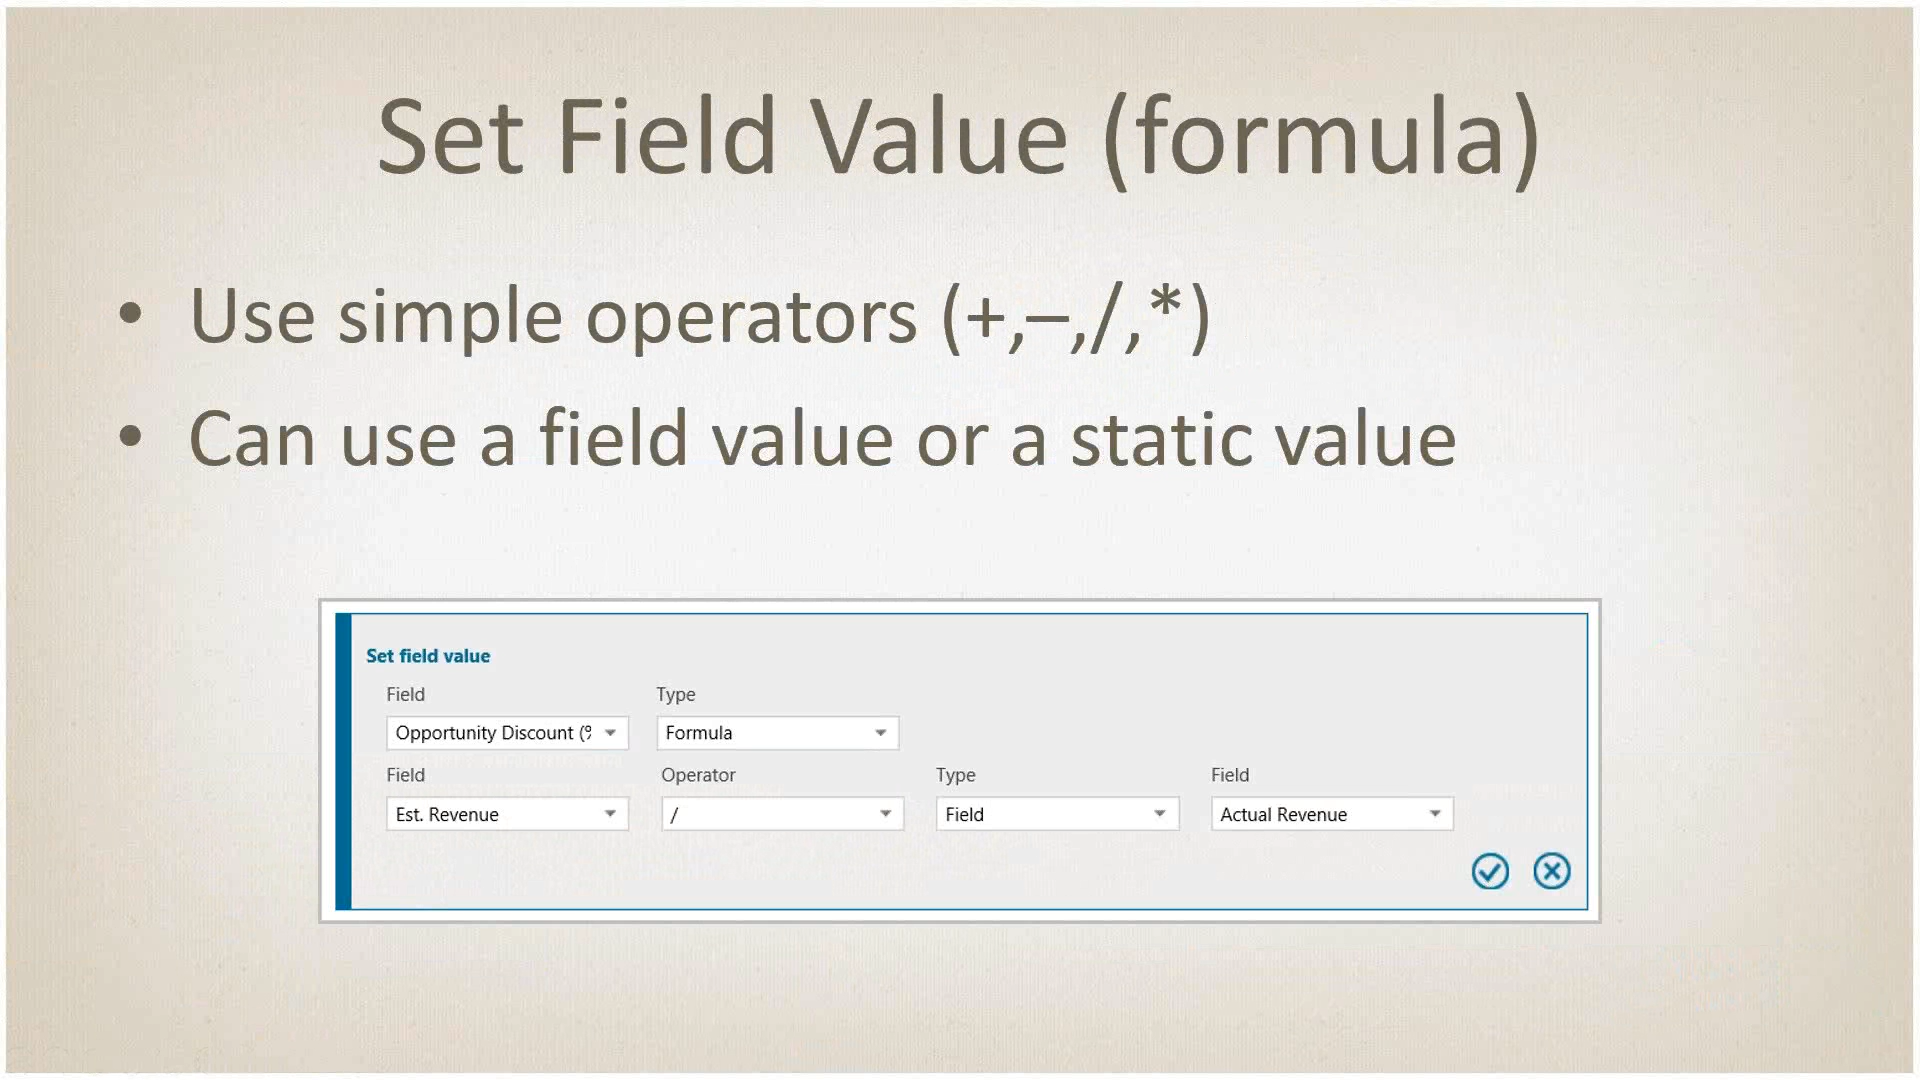 Set Field Value (formula)
• Use simple operators (+,–,/,*)
• Can use a field value or a static value
Set field value
Field Type
Opportunity Discount (% Formula
Field Operator Type Field
Est. Revenue / Field Actual Revenue